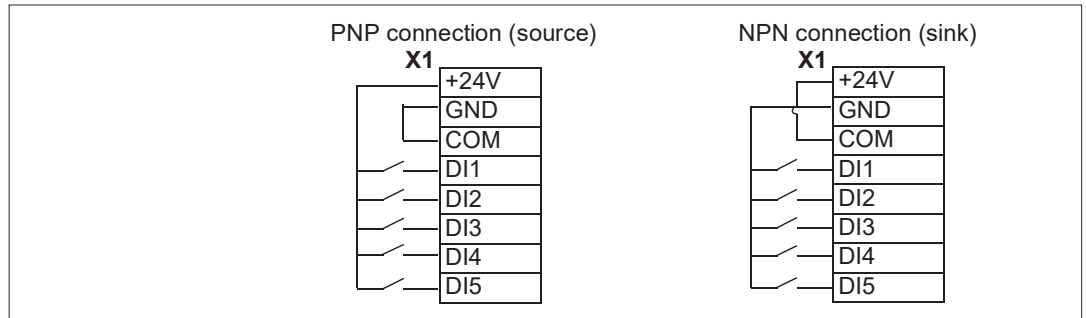 PNP connection (source)
X1
+24V
GND
COM
DI1
DI2
DI3
DI4
DI5
NPN connection (sink)
X1
+24V
GND
COM
DI1
DI2
DI3
DI4
DI5